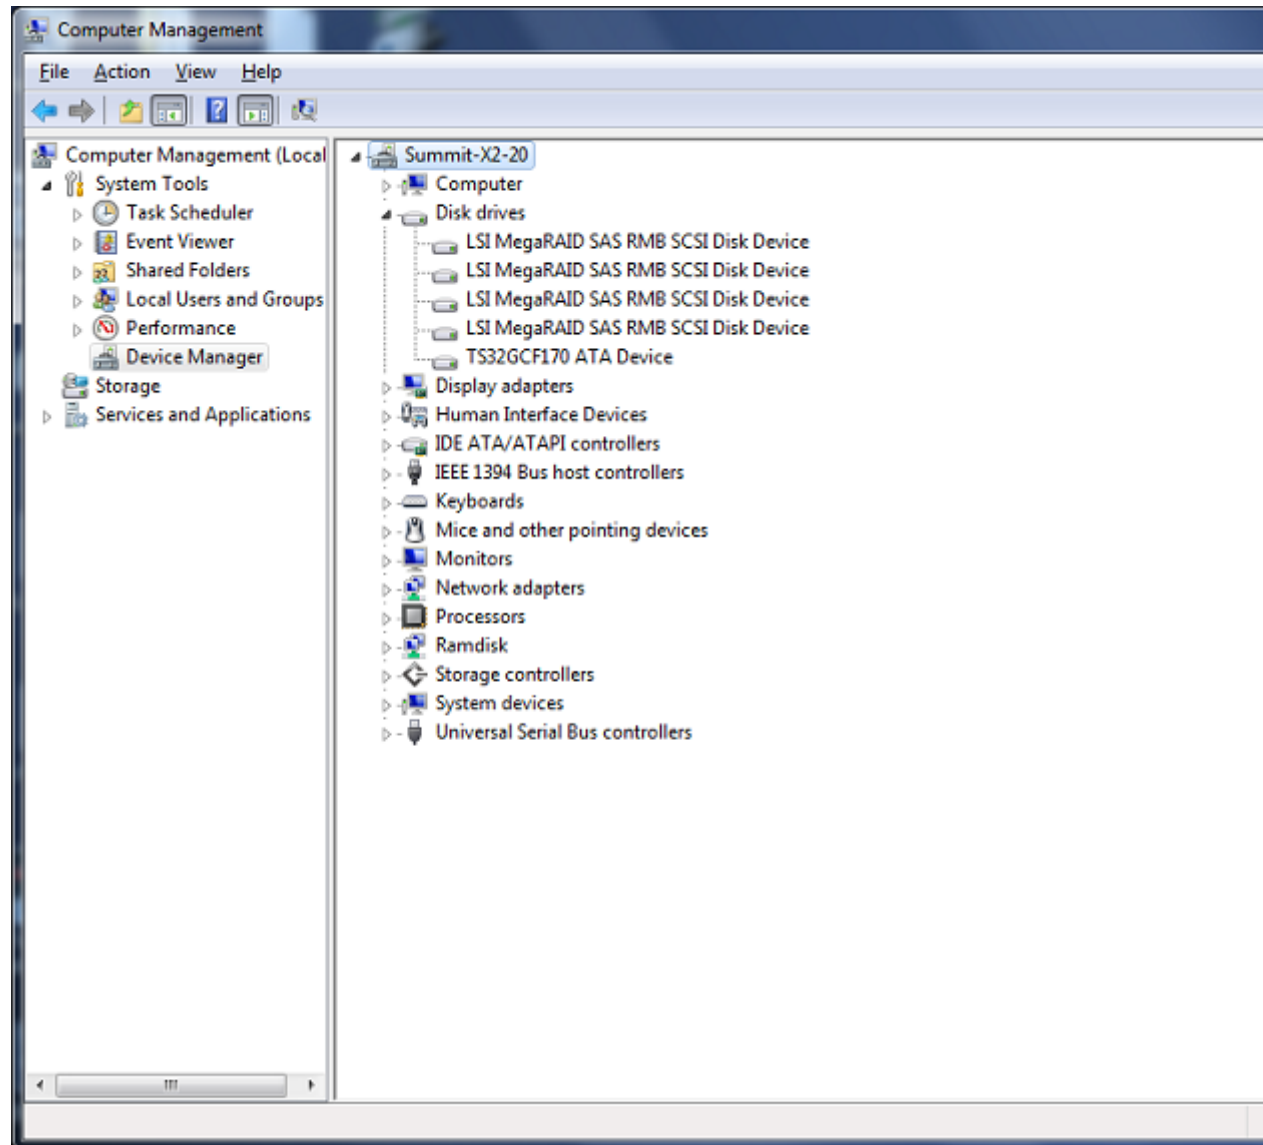 Computer Management
File Action View Help
Computer Management (Local
System Tools
Task Scheduler
Event Viewer
Shared Folders
Local Users and Groups
Performance
Device Manager
Storage
Services and Applications
Summit-X2-20
Computer
Disk drives
LSI MegaRAID SAS RMB SCSI Disk Device
LSI MegaRAID SAS RMB SCSI Disk Device
LSI MegaRAID SAS RMB SCSI Disk Device
LSI MegaRAID SAS RMB SCSI Disk Device
TS32GCF170 ATA Device
Display adapters
Human Interface Devices
IDE ATA/ATAPI controllers
IEEE 1394 Bus host controllers
Keyboards
Mice and other pointing devices
Monitors
Network adapters
Processors
Ramdisk
Storage controllers
System devices
Universal Serial Bus controllers